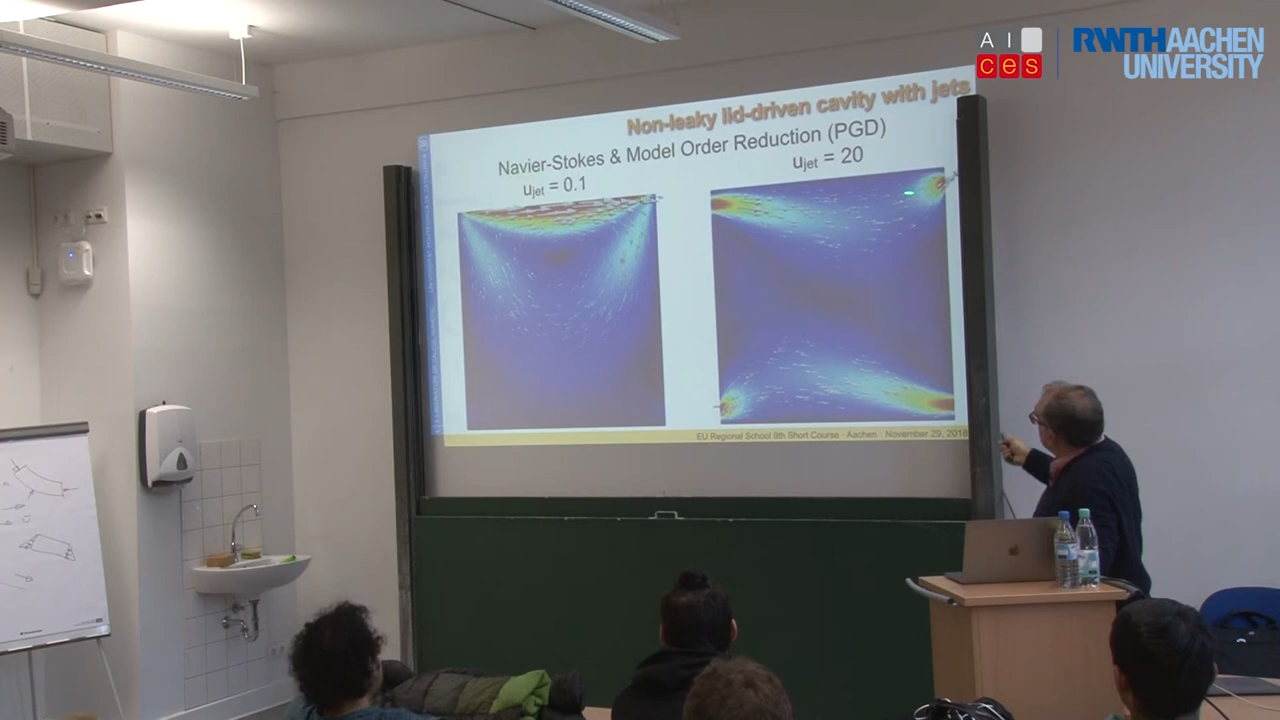 AI
ces
RWTHAACHEN
UNIVERSITY
Non-leaky lid-driven cavity with jets
Navier-Stokes & Model Order Reduction (PGD)
ujet = 0.1
ujet = 20
EU Regional School 9th Short Course · Aachen · November 29, 2018